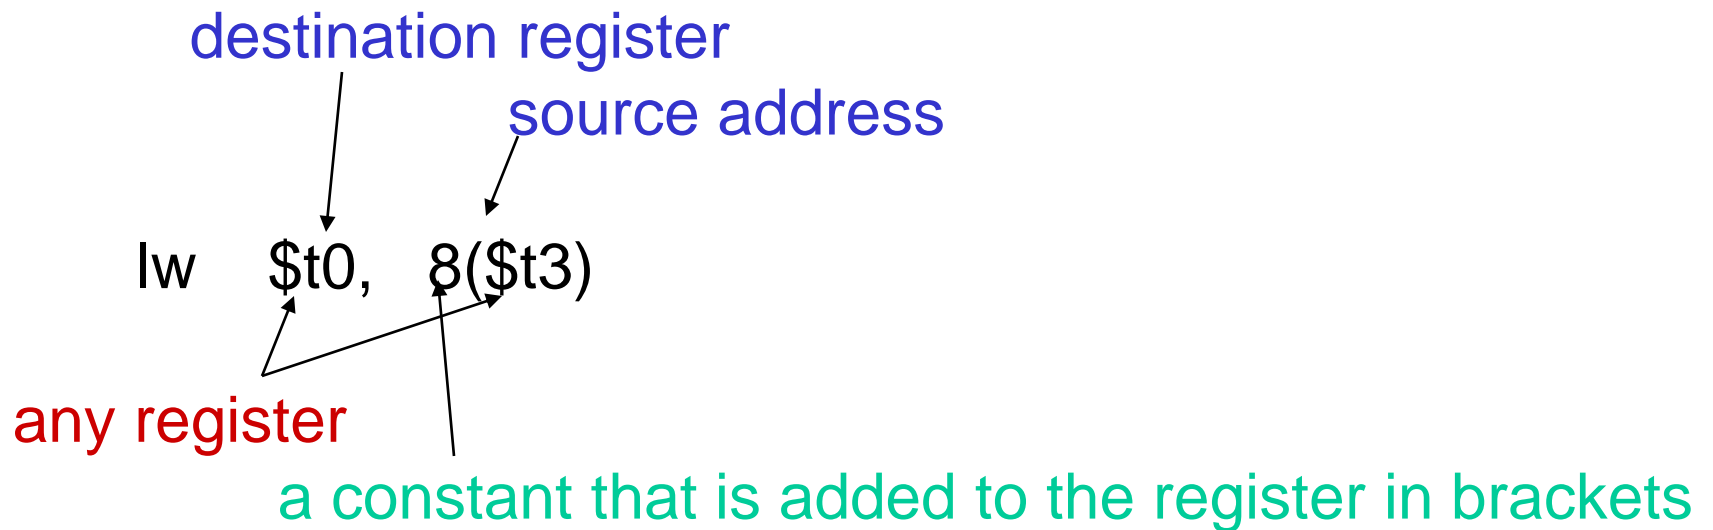 destination register
source address
lw $t0, 8($t3)
any register
a constant that is added to the register in brackets